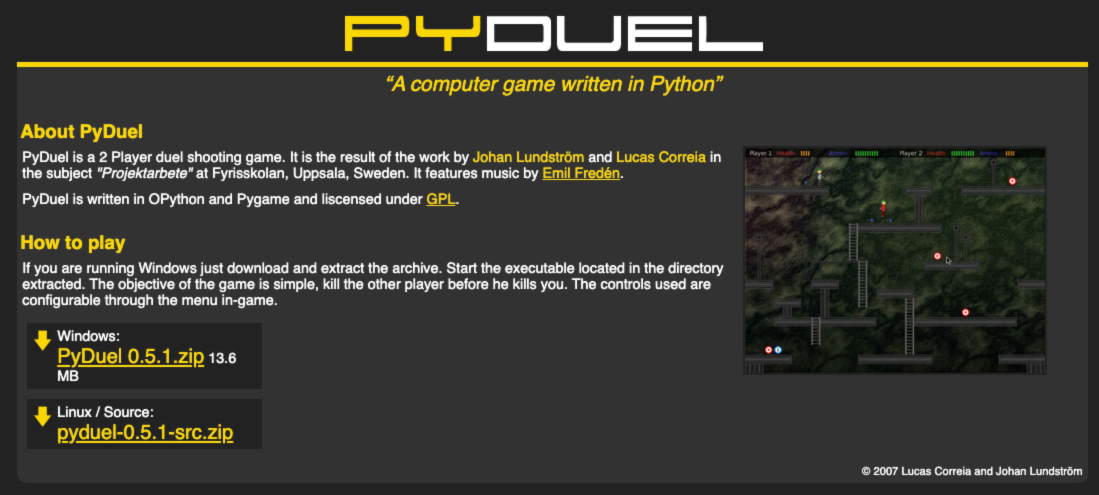 PYDUEL
“A computer game written in Python”
About PyDuel
PyDuel is a 2 Player duel shooting game. It is the result of the work by Johan Lundström and Lucas Correia in
the subject "Projektarbete" at Fyrisskolan, Uppsala, Sweden. It features music by Emil Fredén.
PyDuel is written in OPython and Pygame and liscensed under GPL.
Player 1 Health: Ammo: Player 2 Health: Ammo:
How to play
If you are running Windows just download and extract the archive. Start the executable located in the directory
extracted. The objective of the game is simple, kill the other player before he kills you. The controls used are
configurable through the menu in-game.
Windows:
PyDuel 0.5.1.zip 13.6
MB
Linux / Source:
pyduel-0.5.1-src.zip
© 2007 Lucas Correia and Johan Lundström